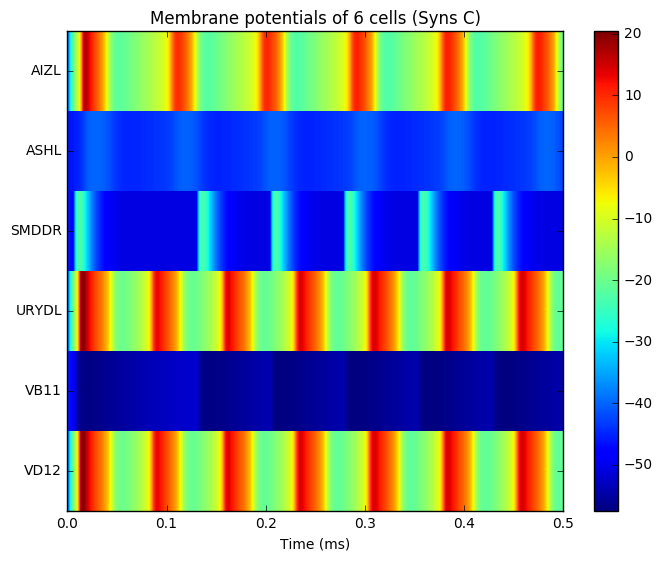 Membrane potentials of 6 cells (Syns C)
AIZL
ASHL
SMDDR
URYDL
VB11
VD12
0.0 0.1 0.2 0.3 0.4 0.5
Time (ms)
20
10
0
−10
−20
−30
−40
−50